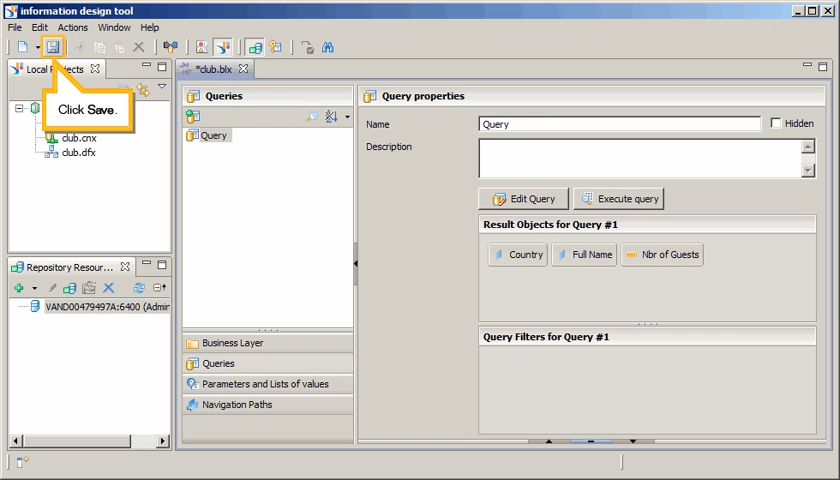 information design tool
File Edit Actions Window Help
Local Projects
*club.blx
Click Save.
club.cnx
club.dfx
Queries
Query
Query properties
Name
Query
Hidden
Description
Edit Query
Execute query
Result Objects for Query #1
Country
Full Name
Nbr of Guests
Query Filters for Query #1
Repository Resour...
VAND00479497A:6400 (Admir
Business Layer
Queries
Parameters and Lists of values
Navigation Paths